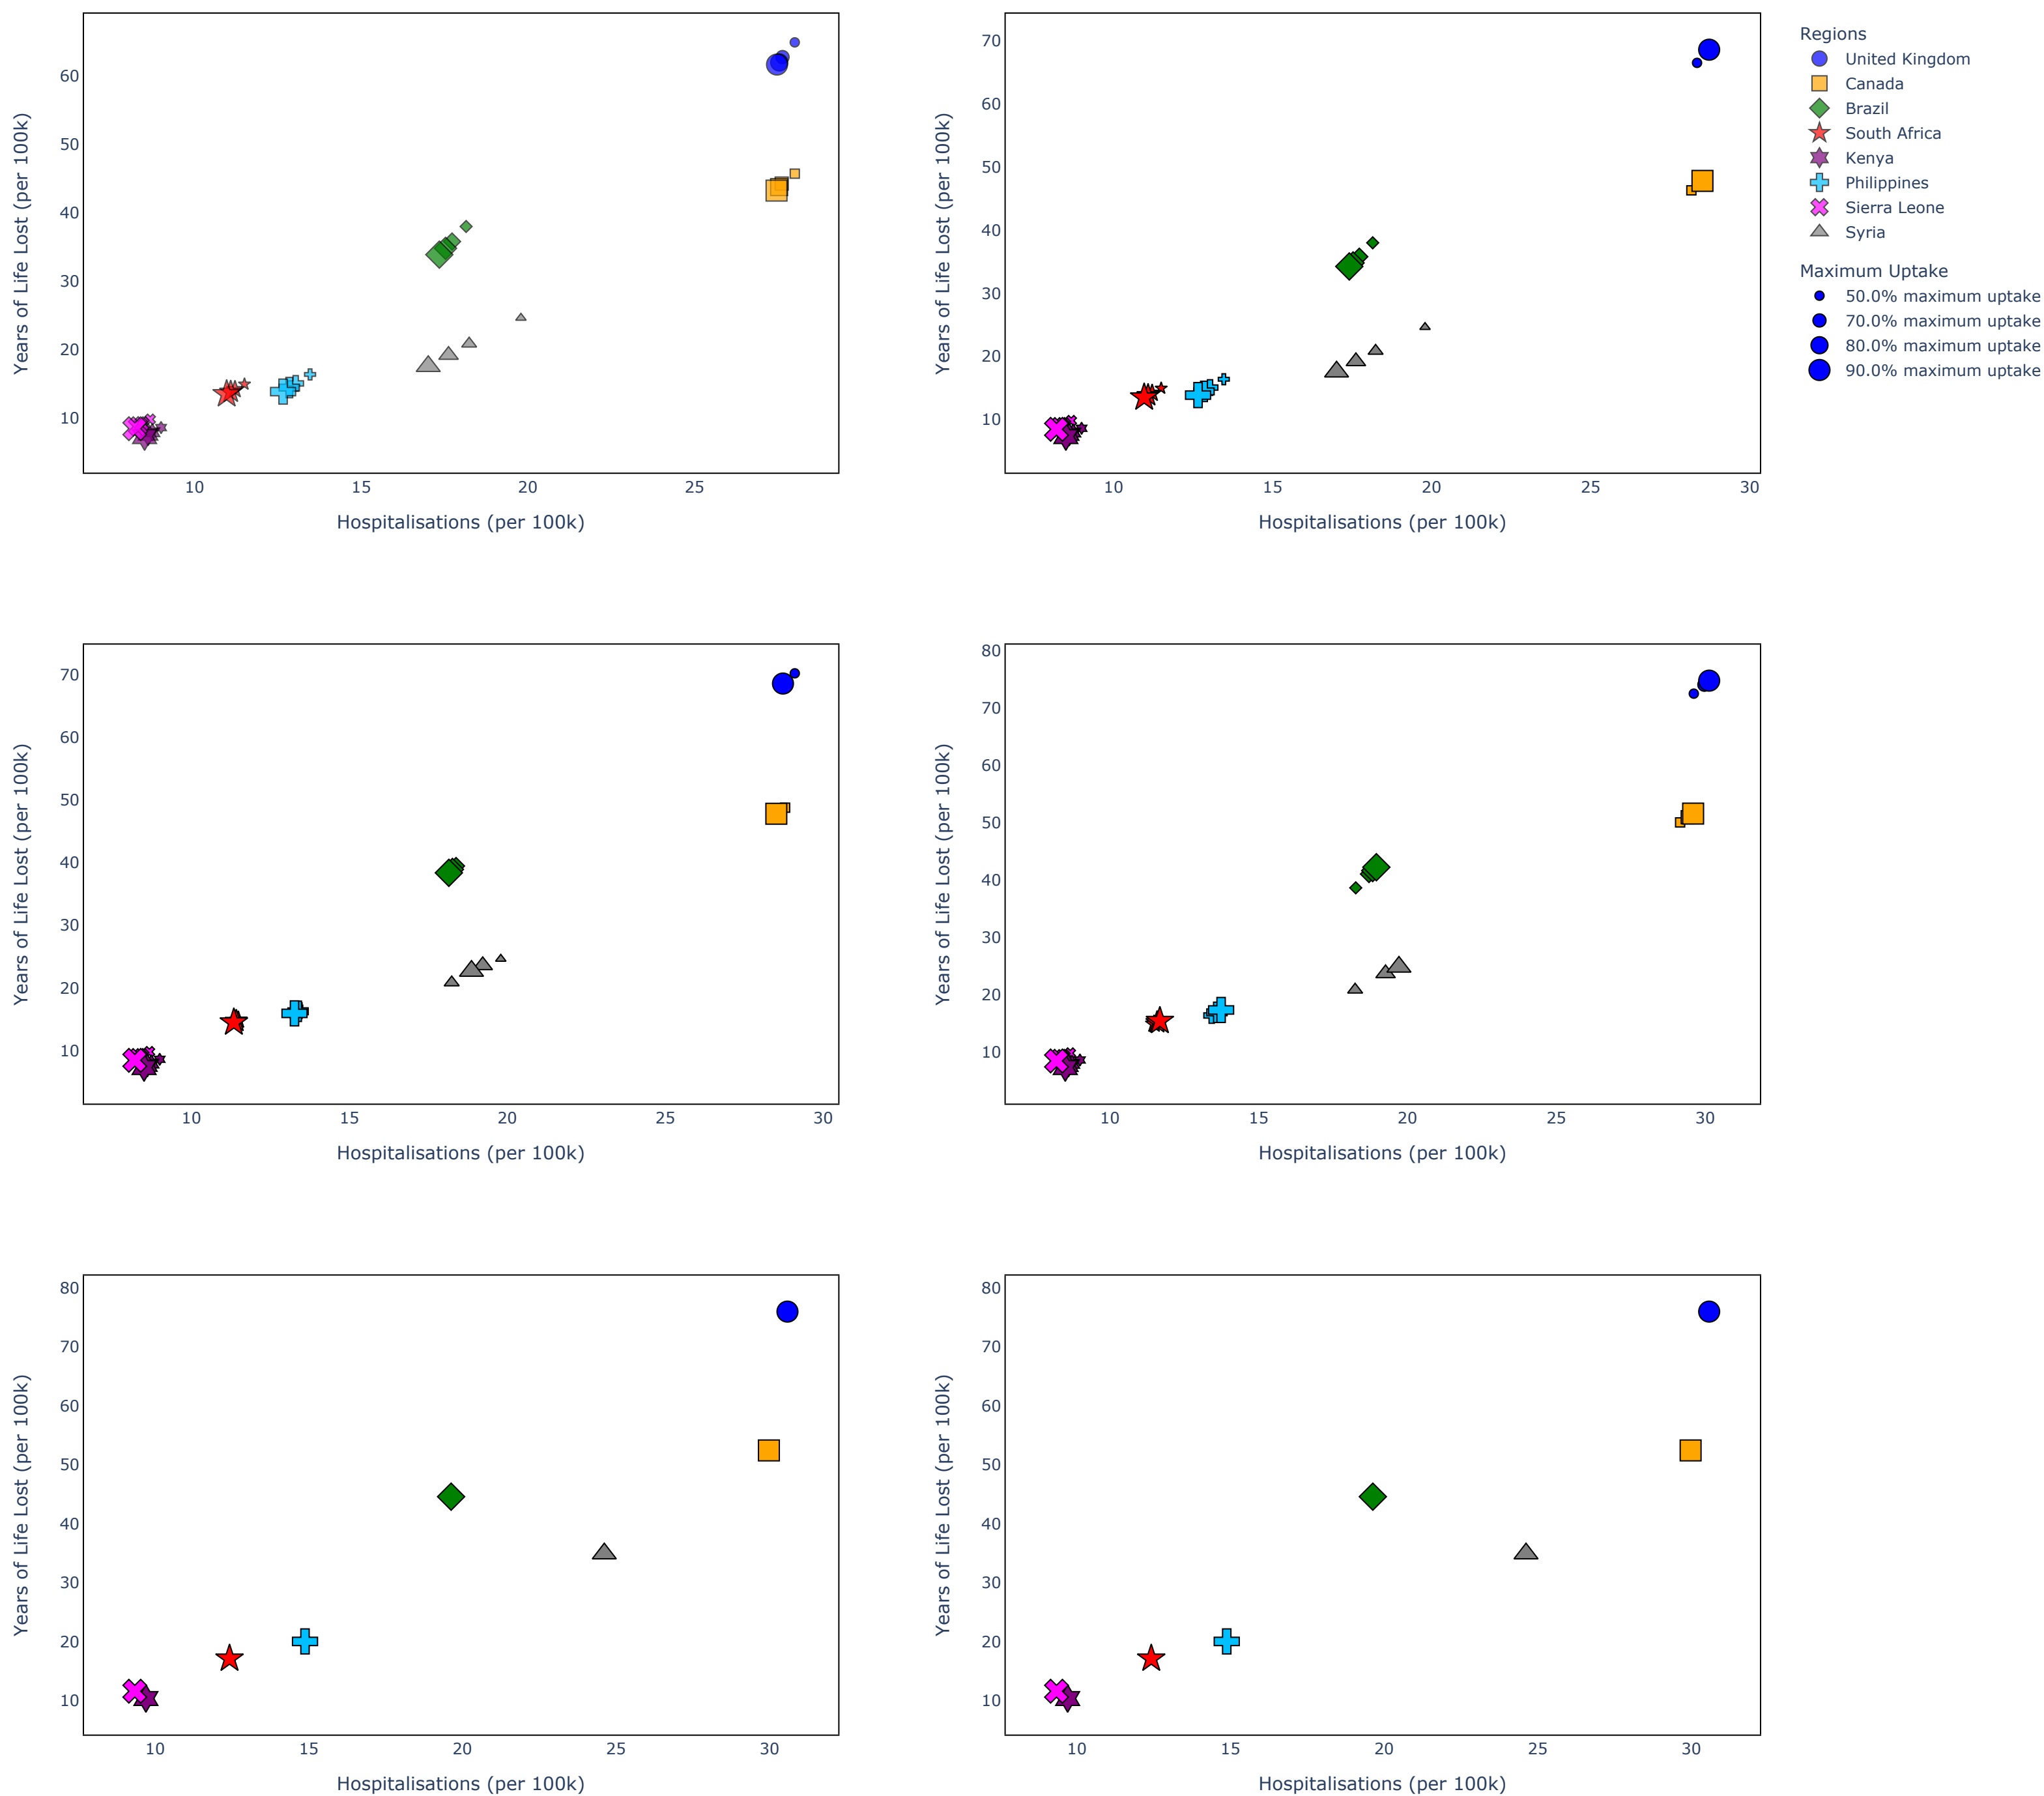 Years of Life Lost (per 100k)
60
50
40
30
20
10
10 15 20 25
Hospitalisations (per 100k)
Years of Life Lost (per 100k)
70
60
50
40
30
20
10
10 15 20 25 30
Hospitalisations (per 100k)
Regions
United Kingdom
Canada
Brazil
South Africa
Kenya
Philippines
Sierra Leone
Syria
Maximum Uptake
50.0% maximum uptake
70.0% maximum uptake
80.0% maximum uptake
90.0% maximum uptake
Years of Life Lost (per 100k)
70
60
50
40
30
20
10
10 15 20 25 30
Hospitalisations (per 100k)
Years of Life Lost (per 100k)
80
70
60
50
40
30
20
10
10 15 20 25 30
Hospitalisations (per 100k)
Years of Life Lost (per 100k)
80
70
60
50
40
30
20
10
10 15 20 25 30
Hospitalisations (per 100k)
Years of Life Lost (per 100k)
80
70
60
50
40
30
20
10
10 15 20 25 30
Hospitalisations (per 100k)